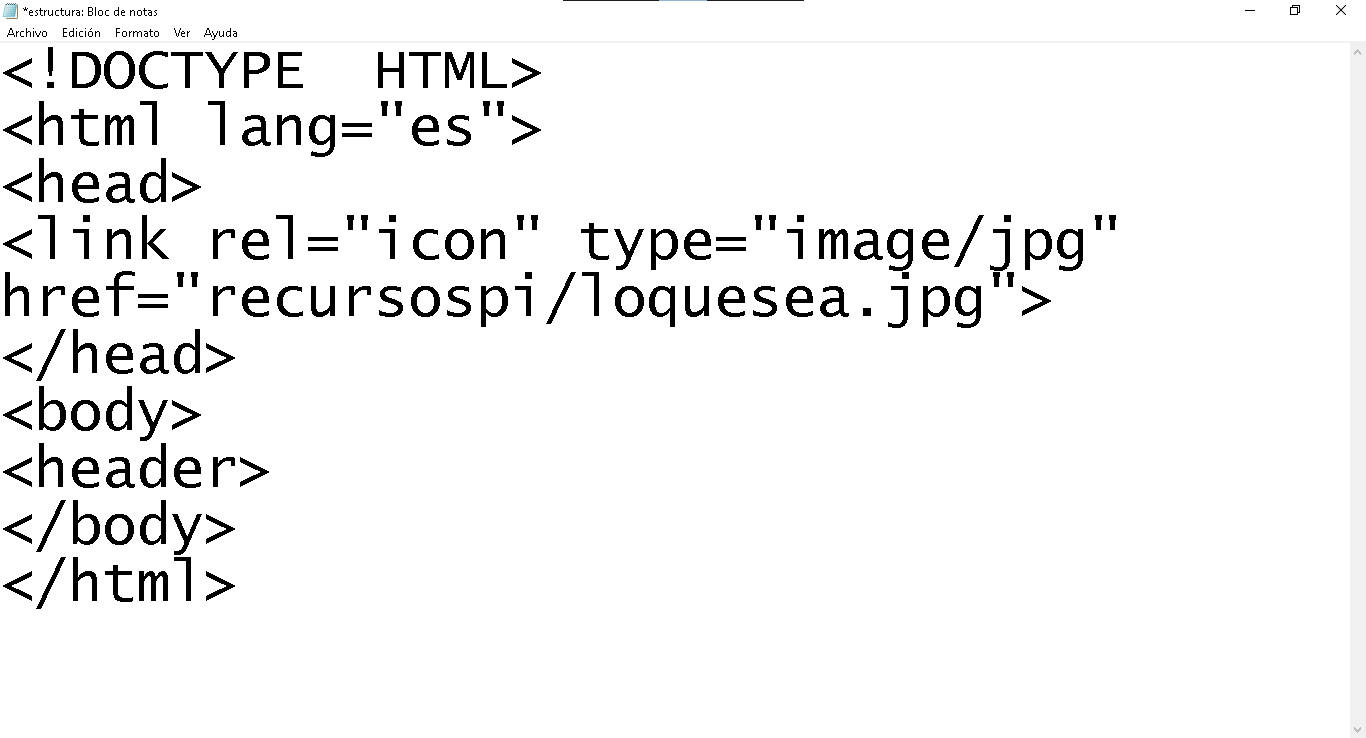 *estructura: Bloc de notas
Archivo Edición Formato Ver Ayuda
<!DOCTYPE  HTML>
<html lang="es">
<head>
<link rel="icon" type="image/jpg"
href="recursospi/loquesea.jpg">
</head>
<body>
<header>
</body>
</html>